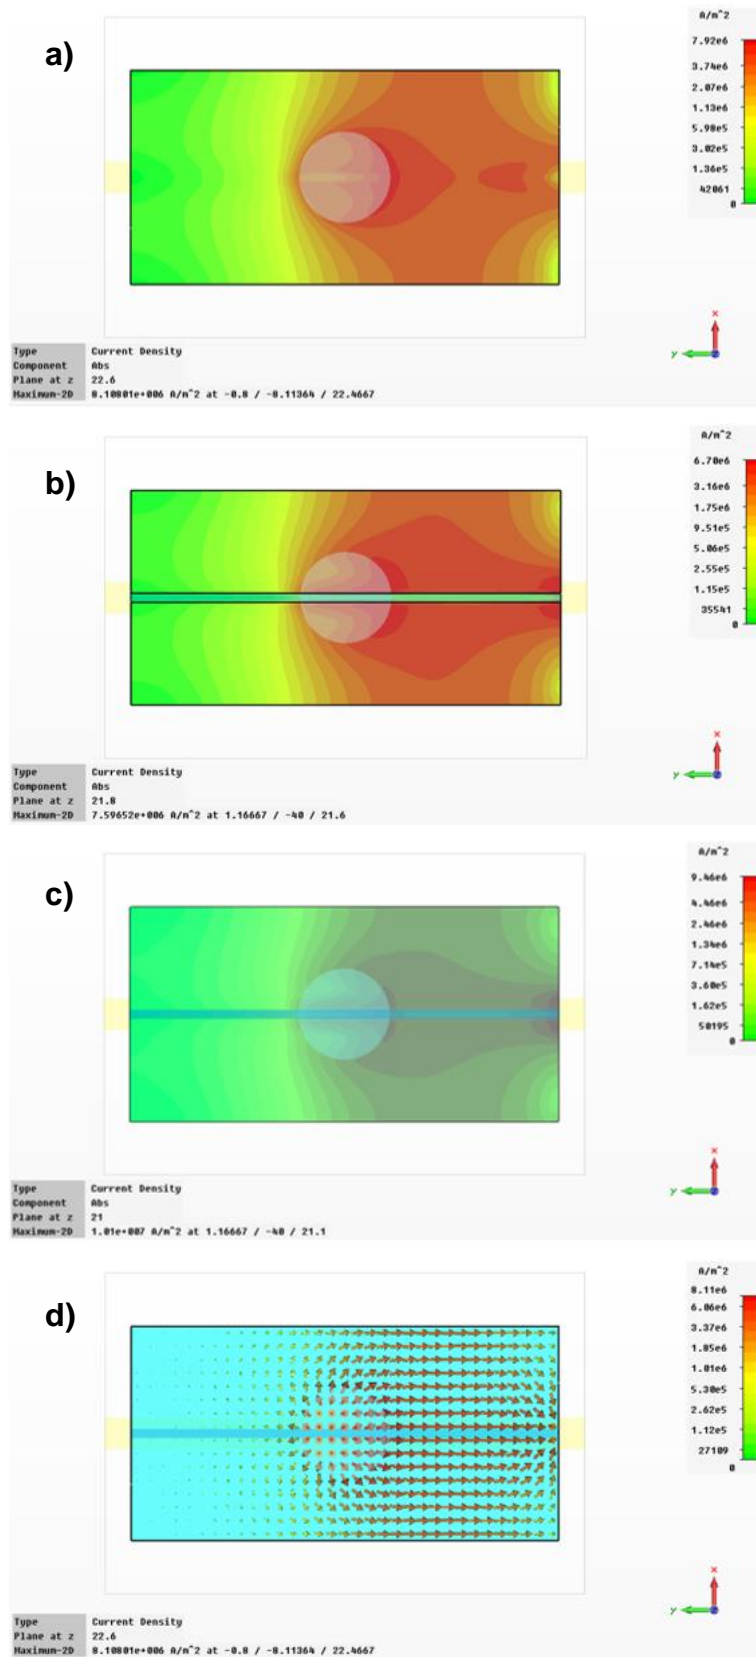 a)
A/m^2
7.92e6
3.74e6
2.07e6
1.13e6
5.98e5
3.02e5
1.36e5
42061
0
x
y
Type Current Density
Component Abs
Plane at z 22.6
Maximum-2D 8.10801e+006 A/m^2 at -0.8 / -8.11364 / 22.4667
b)
A/m^2
6.70e6
3.16e6
1.75e6
9.51e5
5.06e5
2.55e5
1.15e5
35541
0
x
y
Type Current Density
Component Abs
Plane at z 21.8
Maximum-2D 7.59652e+006 A/m^2 at 1.16667 / -40 / 21.6
c)
A/m^2
9.46e6
4.46e6
2.46e6
1.34e6
7.14e5
3.60e5
1.62e5
50195
0
x
y
Type Current Density
Component Abs
Plane at z 21
Maximum-2D 1.01e+007 A/m^2 at 1.16667 / -40 / 21.1
d)
A/m^2
8.11e6
6.06e6
3.37e6
1.85e6
1.01e6
5.30e5
2.62e5
1.12e5
27109
0
x
y
Type Current Density
Plane at z 22.6
Maximum-2D 8.10801e+006 A/m^2 at -0.8 / -8.11364 / 22.4667